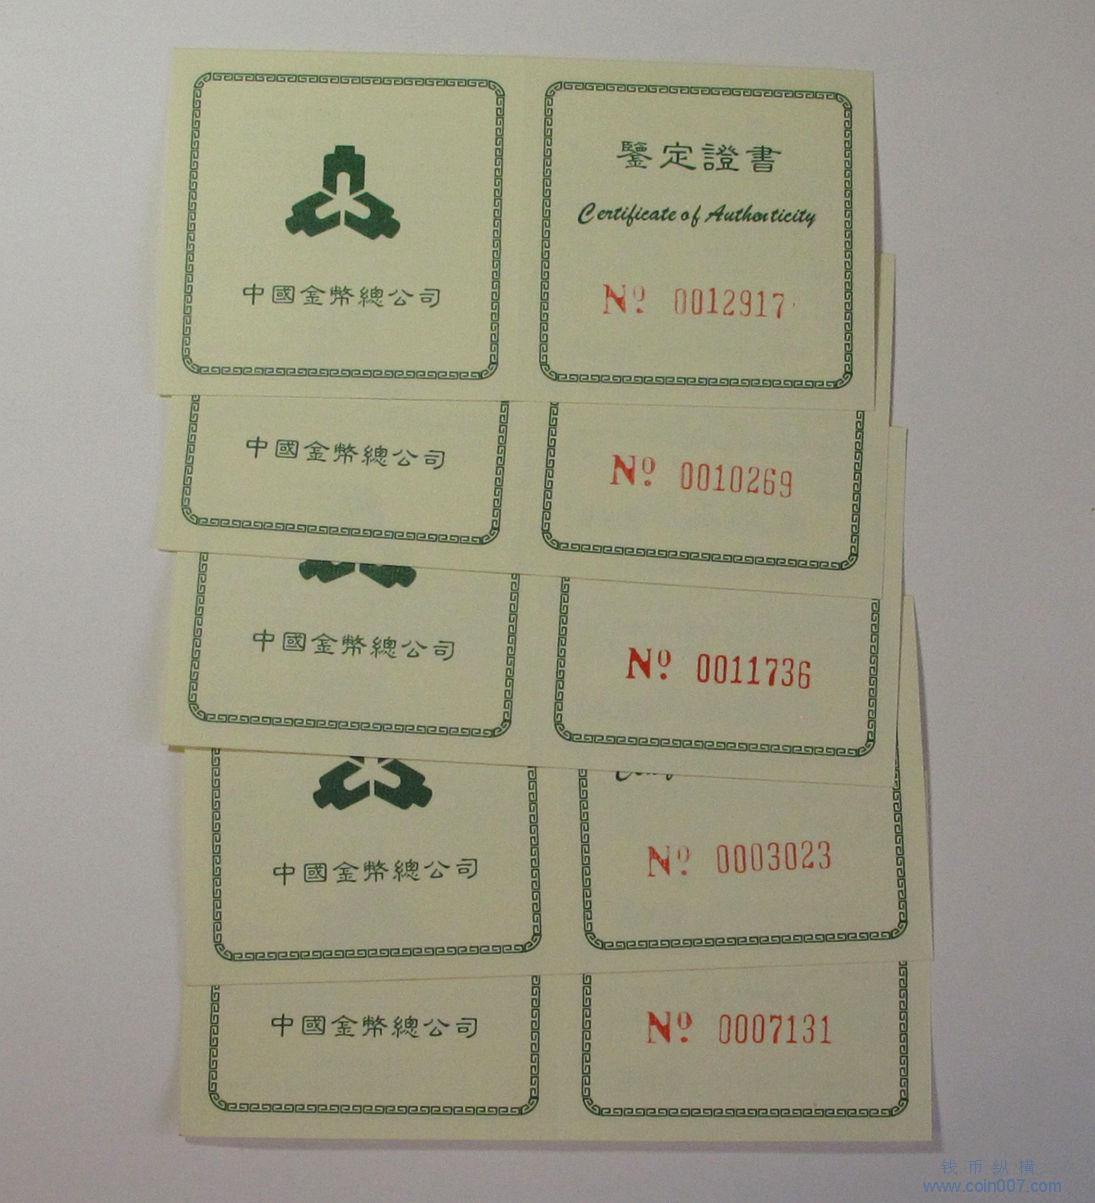 中國金幣總公司
鑒定證書
Certificate of Authenticity
Nº 0012917
中國金幣總公司
Nº 0010269
中國金幣總公司
Nº 0011736
中國金幣總公司
Nº 0003023
中國金幣總公司
Nº 0007131
钱币纵横
www.coin007.com